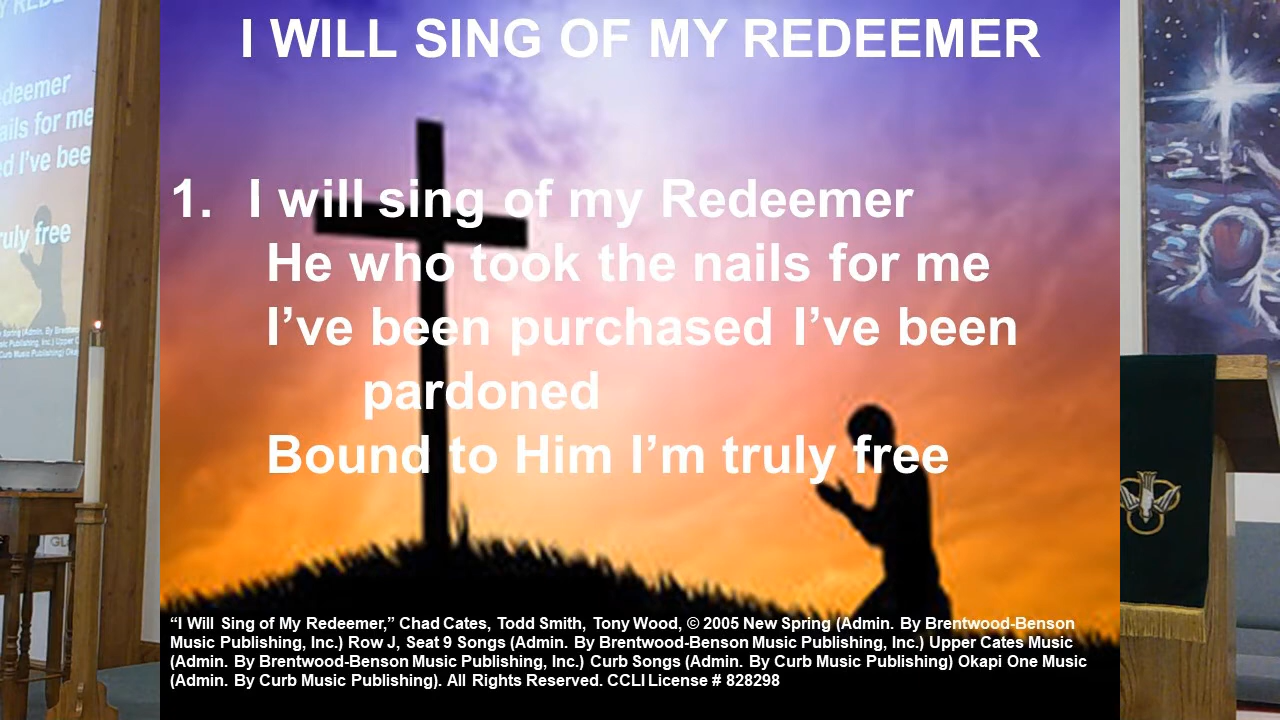 I WILL SING OF MY REDEEMER
1. I will sing of my Redeemer
He who took the nails for me
I've been purchased I've been
pardoned
Bound to Him I'm truly free
“I Will Sing of My Redeemer,” Chad Cates, Todd Smith, Tony Wood, © 2005 New Spring (Admin. By Brentwood-Benson
Music Publishing, Inc.) Row J, Seat 9 Songs (Admin. By Brentwood-Benson Music Publishing, Inc.) Upper Cates Music
(Admin. By Brentwood-Benson Music Publishing, Inc.) Curb Songs (Admin. By Curb Music Publishing) Okapi One Music
(Admin. By Curb Music Publishing). All Rights Reserved. CCLI License # 828298